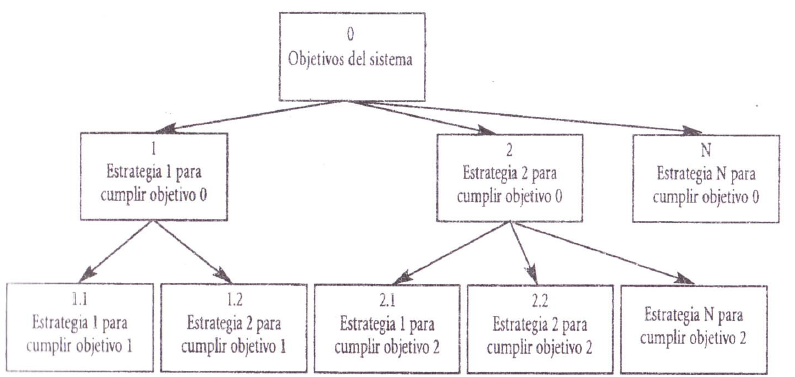 0
Objetivos del sistema
1
Estrategia 1 para
cumplir objetivo 0
2
Estrategia 2 para
cumplir objetivo 0
N
Estrategia N para
cumplir objetivo 0
1.1
Estrategia 1 para
cumplir objetivo 1
1.2
Estrategia 2 para
cumplir objetivo 1
2.1
Estrategia 1 para
cumplir objetivo 2
2.2
Estrategia 2 para
cumplir objetivo 2
Estrategia N para
cumplir objetivo 2